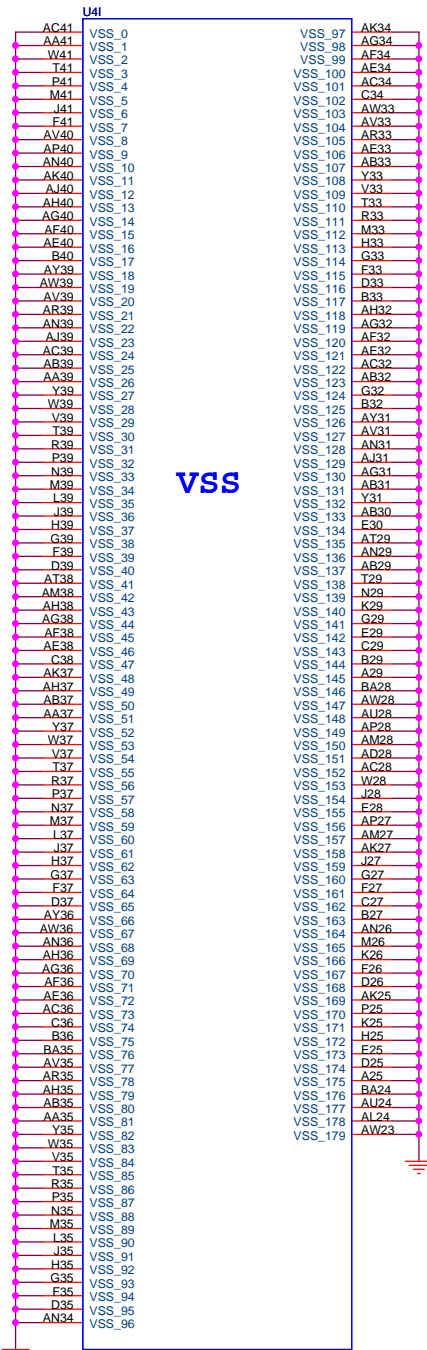 U4I
AC41 VSS_0
AA41 VSS_1
W41 VSS_2
T41 VSS_3
P41 VSS_4
M41 VSS_5
J41 VSS_6
F41 VSS_7
AV40 VSS_8
AP40 VSS_9
AN40 VSS_10
AK40 VSS_11
AJ40 VSS_12
AH40 VSS_13
AG40 VSS_14
AF40 VSS_15
AE40 VSS_16
B40 VSS_17
AY39 VSS_18
AW39 VSS_19
AV39 VSS_20
AR39 VSS_21
AN39 VSS_22
AJ39 VSS_23
AC39 VSS_24
AB39 VSS_25
AA39 VSS_26
Y39 VSS_27
W39 VSS_28
V39 VSS_29
T39 VSS_30
R39 VSS_31
P39 VSS_32
N39 VSS_33
M39 VSS_34
L39 VSS_35
J39 VSS_36
H39 VSS_37
G39 VSS_38
F39 VSS_39
D39 VSS_40
AT38 VSS_41
AM38 VSS_42
AH38 VSS_43
AG38 VSS_44
AF38 VSS_45
AE38 VSS_46
C38 VSS_47
AK37 VSS_48
AH37 VSS_49
AB37 VSS_50
AA37 VSS_51
Y37 VSS_52
W37 VSS_53
V37 VSS_54
T37 VSS_55
R37 VSS_56
P37 VSS_57
N37 VSS_58
M37 VSS_59
L37 VSS_60
J37 VSS_61
H37 VSS_62
G37 VSS_63
F37 VSS_64
D37 VSS_65
AY36 VSS_66
AW36 VSS_67
AN36 VSS_68
AH36 VSS_69
AG36 VSS_70
AF36 VSS_71
AE36 VSS_72
AC36 VSS_73
C36 VSS_74
B36 VSS_75
BA35 VSS_76
AV35 VSS_77
AR35 VSS_78
AH35 VSS_79
AB35 VSS_80
AA35 VSS_81
Y35 VSS_82
W35 VSS_83
V35 VSS_84
T35 VSS_85
R35 VSS_86
P35 VSS_87
N35 VSS_88
M35 VSS_89
L35 VSS_90
J35 VSS_91
H35 VSS_92
G35 VSS_93
F35 VSS_94
D35 VSS_95
AN34 VSS_96
VSS
VSS_97 AK34
VSS_98 AG34
VSS_99 AF34
VSS_100 AE34
VSS_101 AC34
VSS_102 C34
VSS_103 AW33
VSS_104 AV33
VSS_105 AR33
VSS_106 AE33
VSS_107 AB33
VSS_108 Y33
VSS_109 V33
VSS_110 T33
VSS_111 R33
VSS_112 M33
VSS_113 H33
VSS_114 G33
VSS_115 F33
VSS_116 D33
VSS_117 B33
VSS_118 AH32
VSS_119 AG32
VSS_120 AF32
VSS_121 AE32
VSS_122 AC32
VSS_123 AB32
VSS_124 G32
VSS_125 B32
VSS_126 AY31
VSS_127 AV31
VSS_128 AN31
VSS_129 AJ31
VSS_130 AG31
VSS_131 AB31
VSS_132 Y31
VSS_133 AB30
VSS_134 E30
VSS_135 AT29
VSS_136 AN29
VSS_137 AB29
VSS_138 T29
VSS_139 N29
VSS_140 K29
VSS_141 G29
VSS_142 E29
VSS_143 C29
VSS_144 B29
VSS_145 A29
VSS_146 BA28
VSS_147 AW28
VSS_148 AU28
VSS_149 AP28
VSS_150 AM28
VSS_151 AD28
VSS_152 AC28
VSS_153 W28
VSS_154 J28
VSS_155 E28
VSS_156 AP27
VSS_157 AM27
VSS_158 AK27
VSS_159 J27
VSS_160 G27
VSS_161 F27
VSS_162 C27
VSS_163 B27
VSS_164 AN26
VSS_165 M26
VSS_166 K26
VSS_167 F26
VSS_168 D26
VSS_169 AK25
VSS_170 P25
VSS_171 K25
VSS_172 H25
VSS_173 E25
VSS_174 D25
VSS_175 A25
VSS_176 BA24
VSS_177 AU24
VSS_178 AL24
VSS_179 AW23